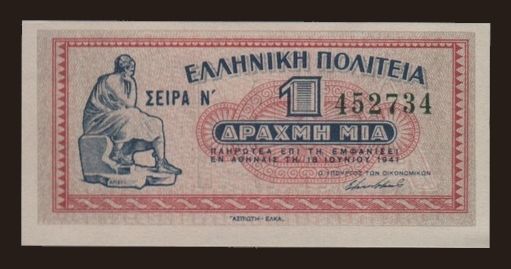 ΕΛΛΗΝΙΚΗ ΠΟΛΙΤΕΙΑ
ΣΕΙΡΑ Ν΄
1 452734
ΔΡΑΧΜΗ ΜΙΑ
ΠΛΗΡΩΤΕΑ ΕΠΙ ΤΗ ΕΜΦΑΝΙΣΕΙ
ΕΝ ΑΘΗΝΑΙΣ ΤΗ 18 ΙΟΥΝΙΟΥ 1941
Ο ΥΠΟΥΡΓΟΣ ΤΩΝ ΟΙΚΟΝΟΜΙΚΩΝ
ΑΣΠΙΩΤΗ-ΕΛΚΑ.